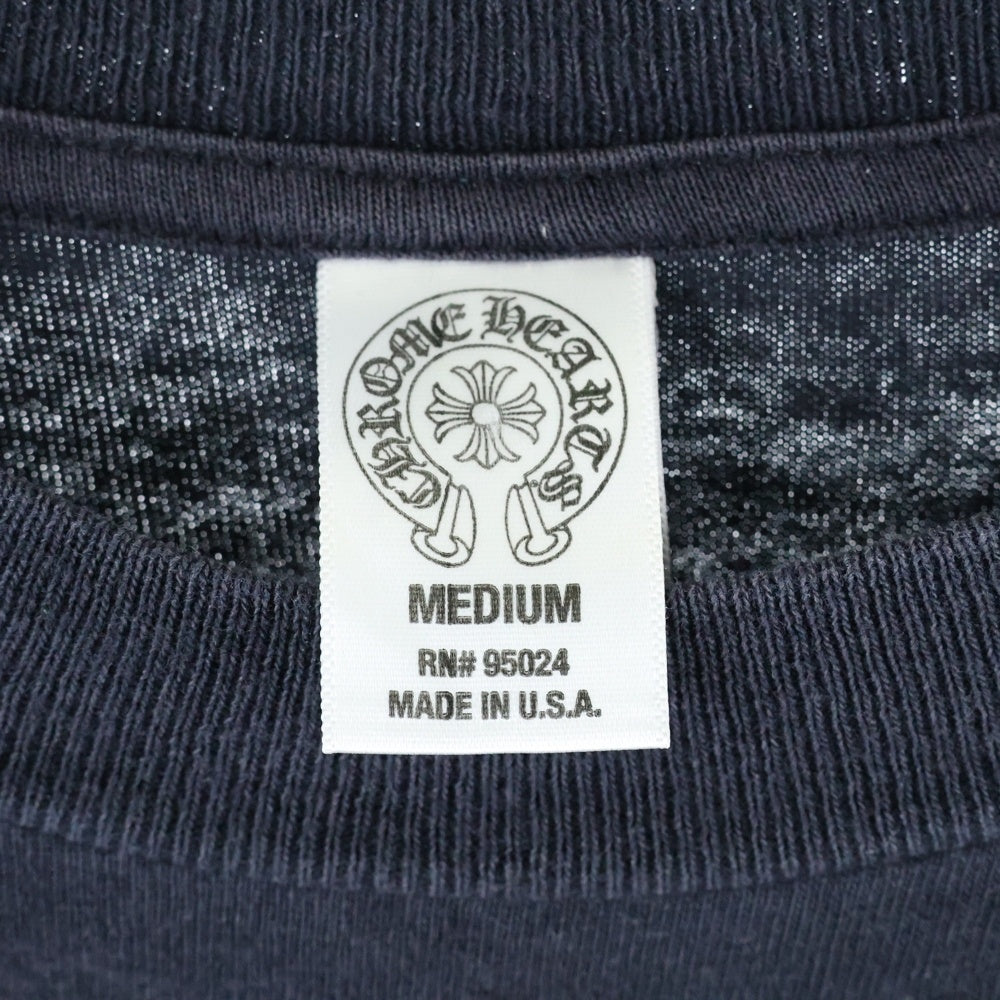 CHROME HEARTS
MEDIUM
RN# 95024
MADE IN U.S.A.